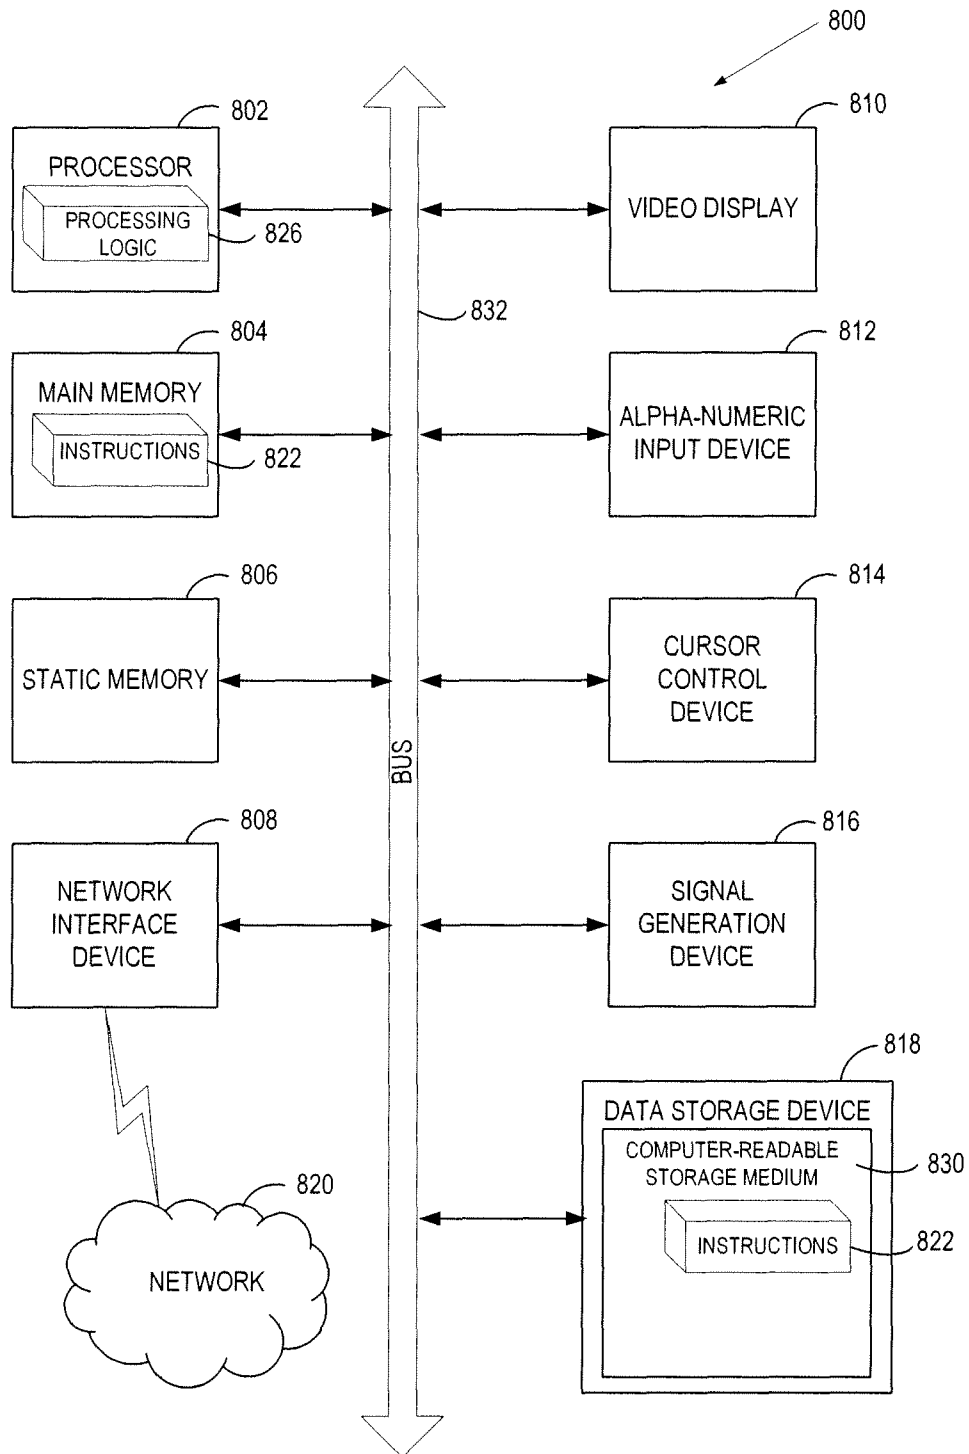 800
802
PROCESSOR
PROCESSING
LOGIC
826
810
VIDEO DISPLAY
832
804
MAIN MEMORY
INSTRUCTIONS
822
812
ALPHA-NUMERIC
INPUT DEVICE
806
STATIC MEMORY
814
CURSOR
CONTROL
DEVICE
BUS
808
NETWORK
INTERFACE
DEVICE
816
SIGNAL
GENERATION
DEVICE
818
DATA STORAGE DEVICE
COMPUTER-READABLE
STORAGE MEDIUM
830
INSTRUCTIONS
822
820
NETWORK